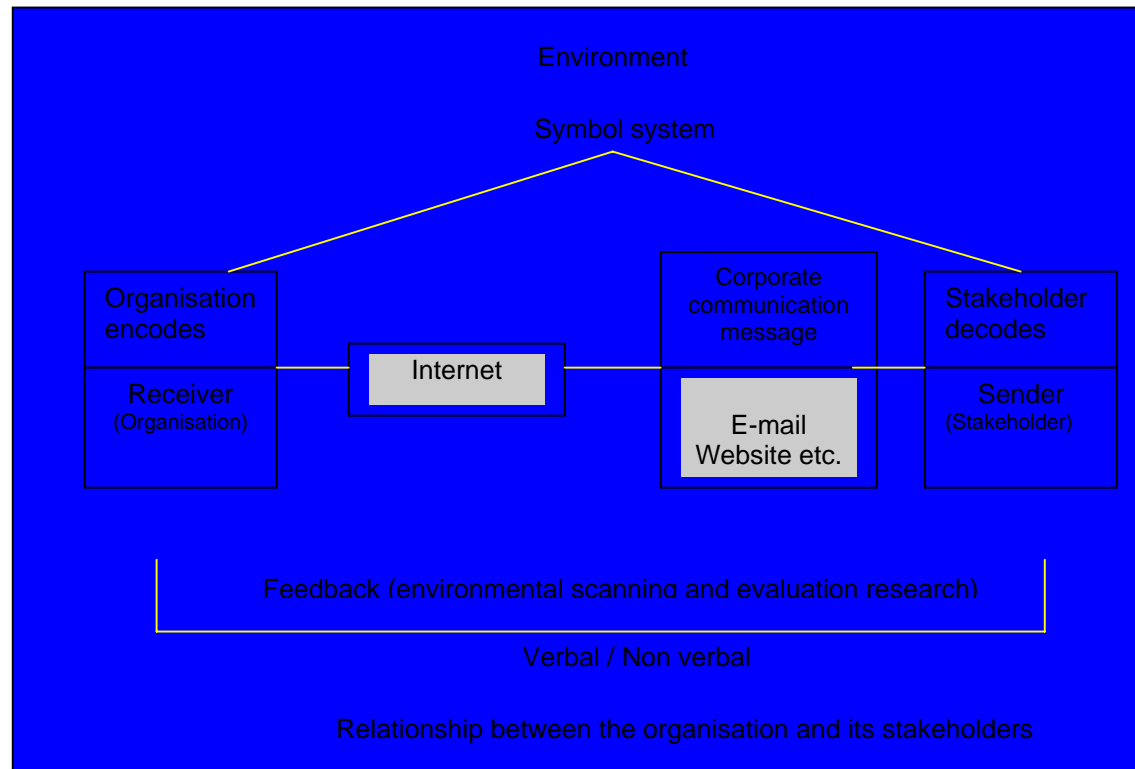 Environment
Symbol system
Organisation
encodes
Receiver
(Organisation)
Internet
Corporate
communication
message
E-mail
Website etc.
Stakeholder
decodes
Sender
(Stakeholder)
Feedback (environmental scanning and evaluation research)
Verbal / Non verbal
Relationship between the organisation and its stakeholders